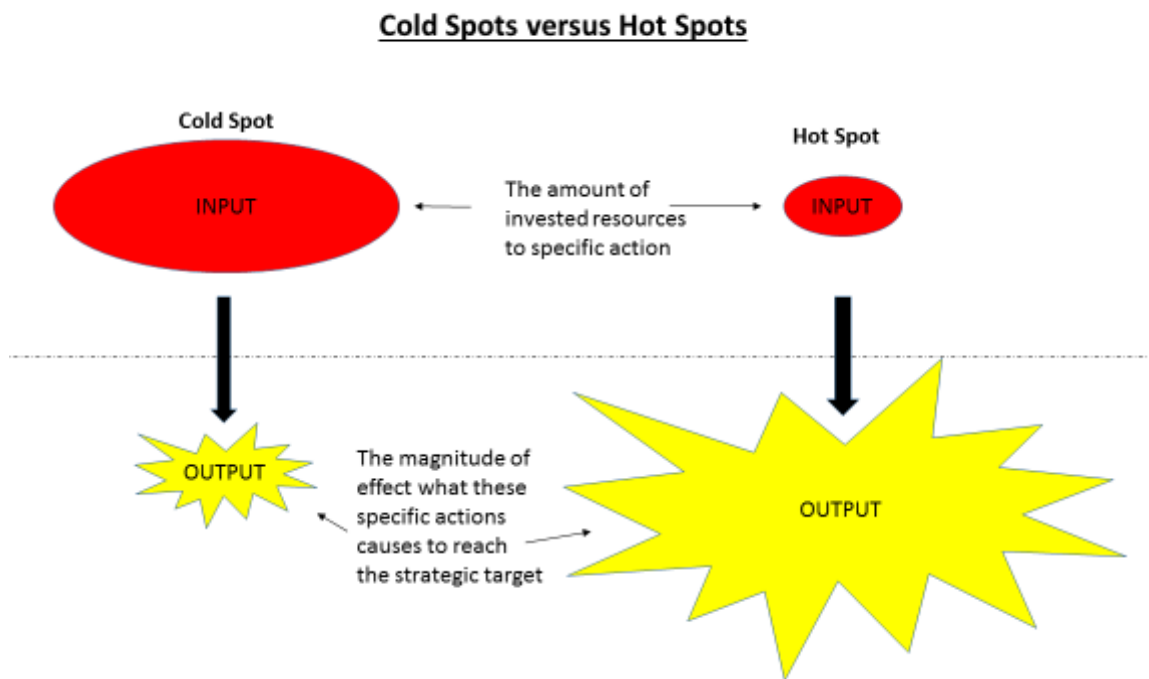 Cold Spots versus Hot Spots
Cold Spot
Hot Spot
INPUT
The amount of
invested resources
to specific action
INPUT
OUTPUT
The magnitude of
effect what these
specific actions
causes to reach
the strategic target
OUTPUT